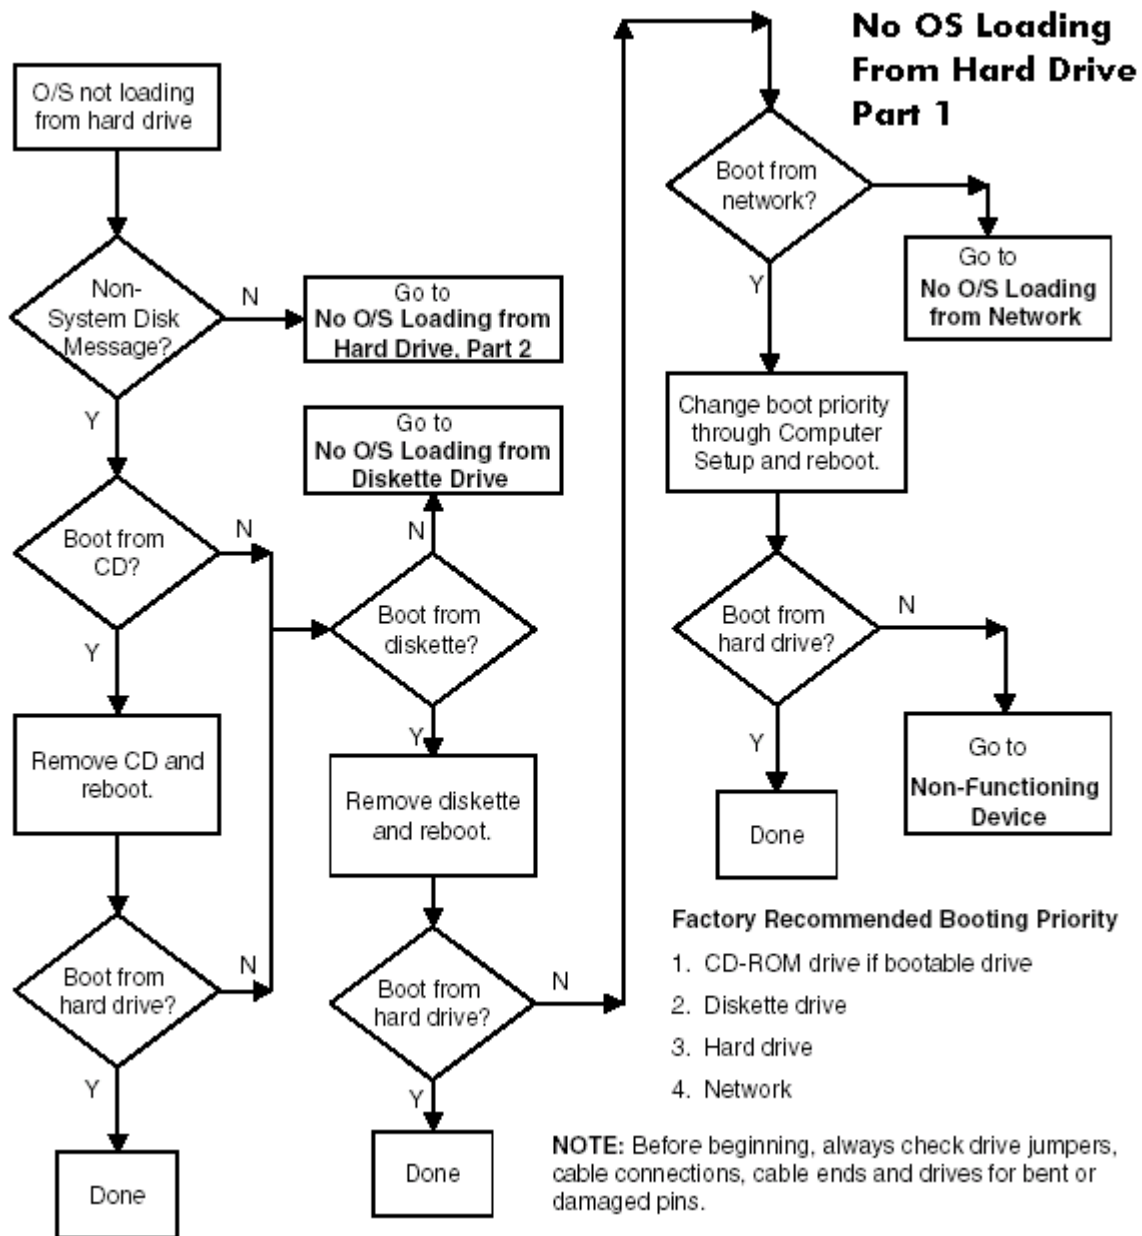 No OS Loading
From Hard Drive
Part 1
O/S not loading
from hard drive
Non-
System Disk
Message?
N
Go to
No O/S Loading from
Hard Drive, Part 2
Y
Boot from
CD?
N
Y
Remove CD and
reboot.
Boot from
hard drive?
N
Y
Done
Go to
No O/S Loading from
Diskette Drive
N
Boot from
diskette?
Y
Remove diskette
and reboot.
Boot from
hard drive?
N
Y
Done
Boot from
network?
Go to
No O/S Loading
from Network
Y
Change boot priority
through Computer
Setup and reboot.
Boot from
hard drive?
N
Go to
Non-Functioning
Device
Y
Done
Factory Recommended Booting Priority
1. CD-ROM drive if bootable drive
2. Diskette drive
3. Hard drive
4. Network
NOTE: Before beginning, always check drive jumpers,
cable connections, cable ends and drives for bent or
damaged pins.